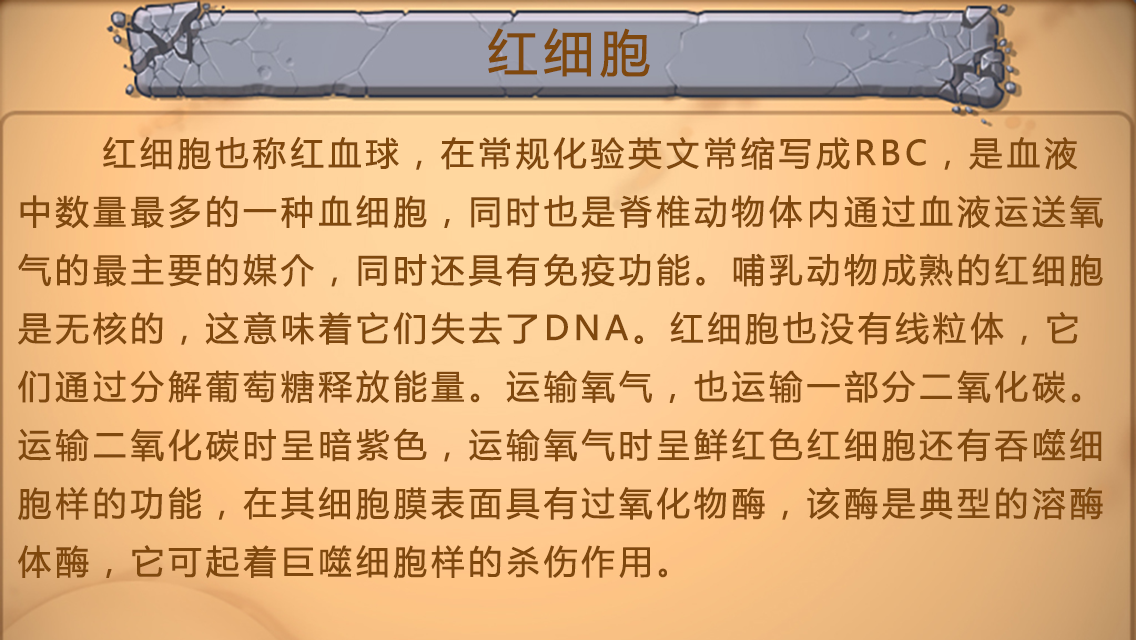 红细胞
红细胞也称红血球，在常规化验英文常缩写成RBC，是血液
中数量最多的一种血细胞，同时也是脊椎动物体内通过血液运送氧
气的最主要的媒介，同时还具有免疫功能。哺乳动物成熟的红细胞
是无核的，这意味着它们失去了DNA。红细胞也没有线粒体，它
们通过分解葡萄糖释放能量。运输氧气，也运输一部分二氧化碳。
运输二氧化碳时呈暗紫色，运输氧气时呈鲜红色红细胞还有吞噬细
胞样的功能，在其细胞膜表面具有过氧化物酶，该酶是典型的溶酶
体酶，它可起着巨噬细胞样的杀伤作用。